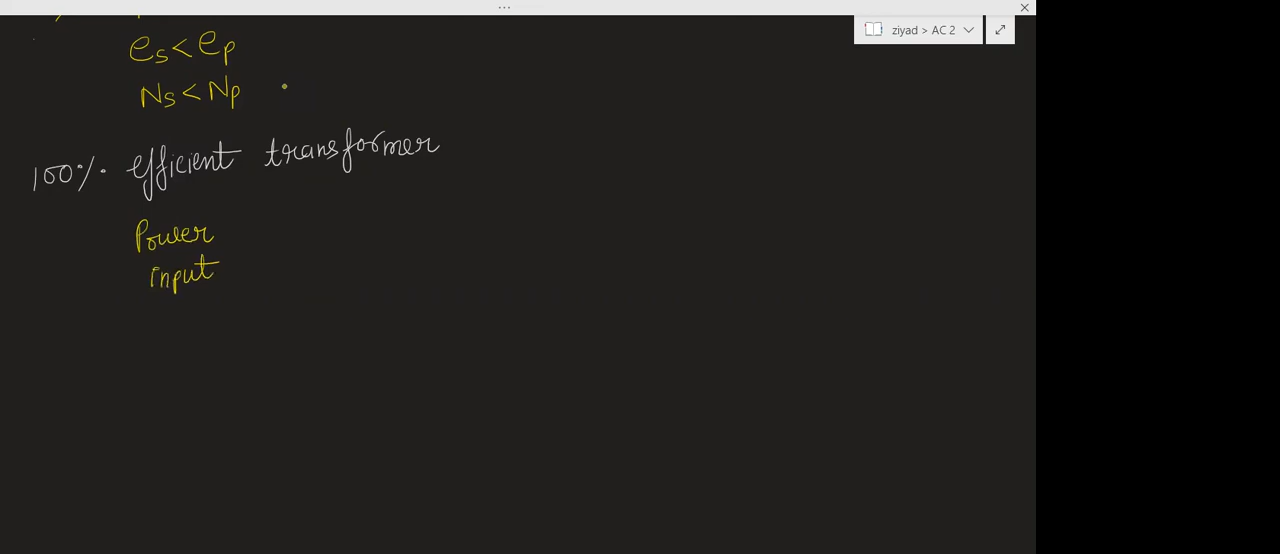 ziyad > AC 2
es < ep
Ns < Np
100% efficient transformer
Power
input